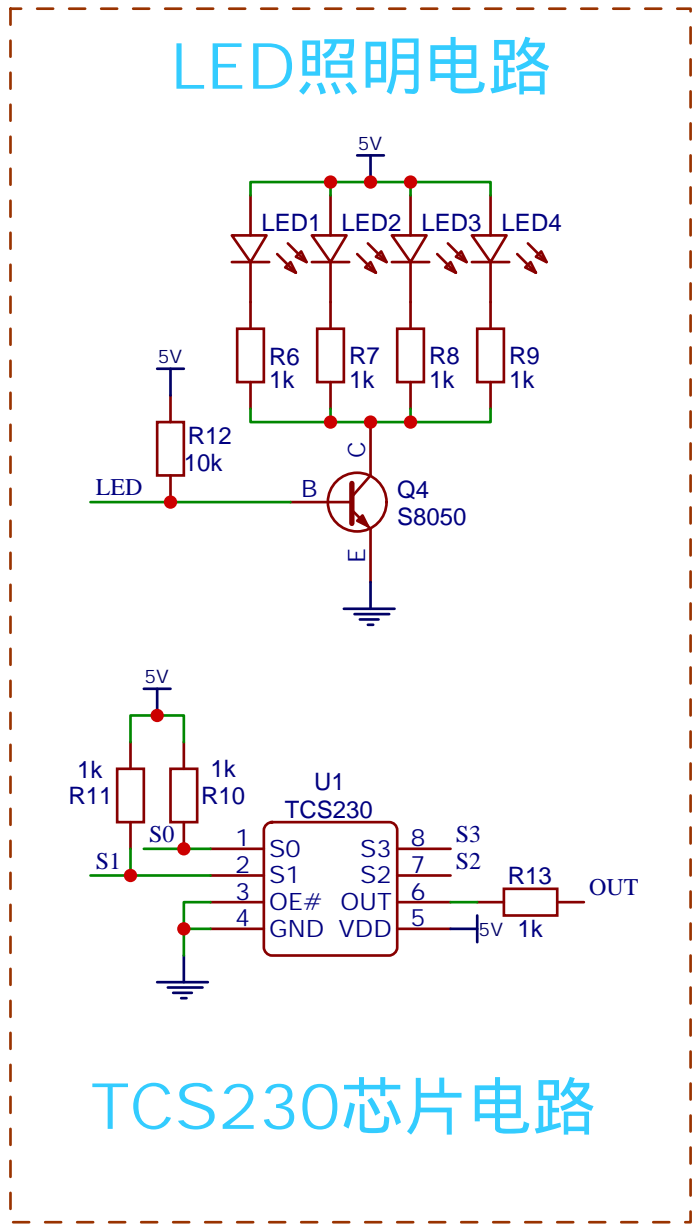 LED照明电路
5V
LED1 LED2 LED3 LED4
R6 R7 R8 R9
1k 1k 1k 1k
5V
R12
10k
LED
B
C
E
Q4
S8050
5V
1k 1k
R11 R10
U1
TCS230
S0 1 S0 S3 8 S3
S1 2 S1 S2 7 S2
3 OE# OUT 6 R13 OUT
4 GND VDD 5 5V 1k
TCS230芯片电路